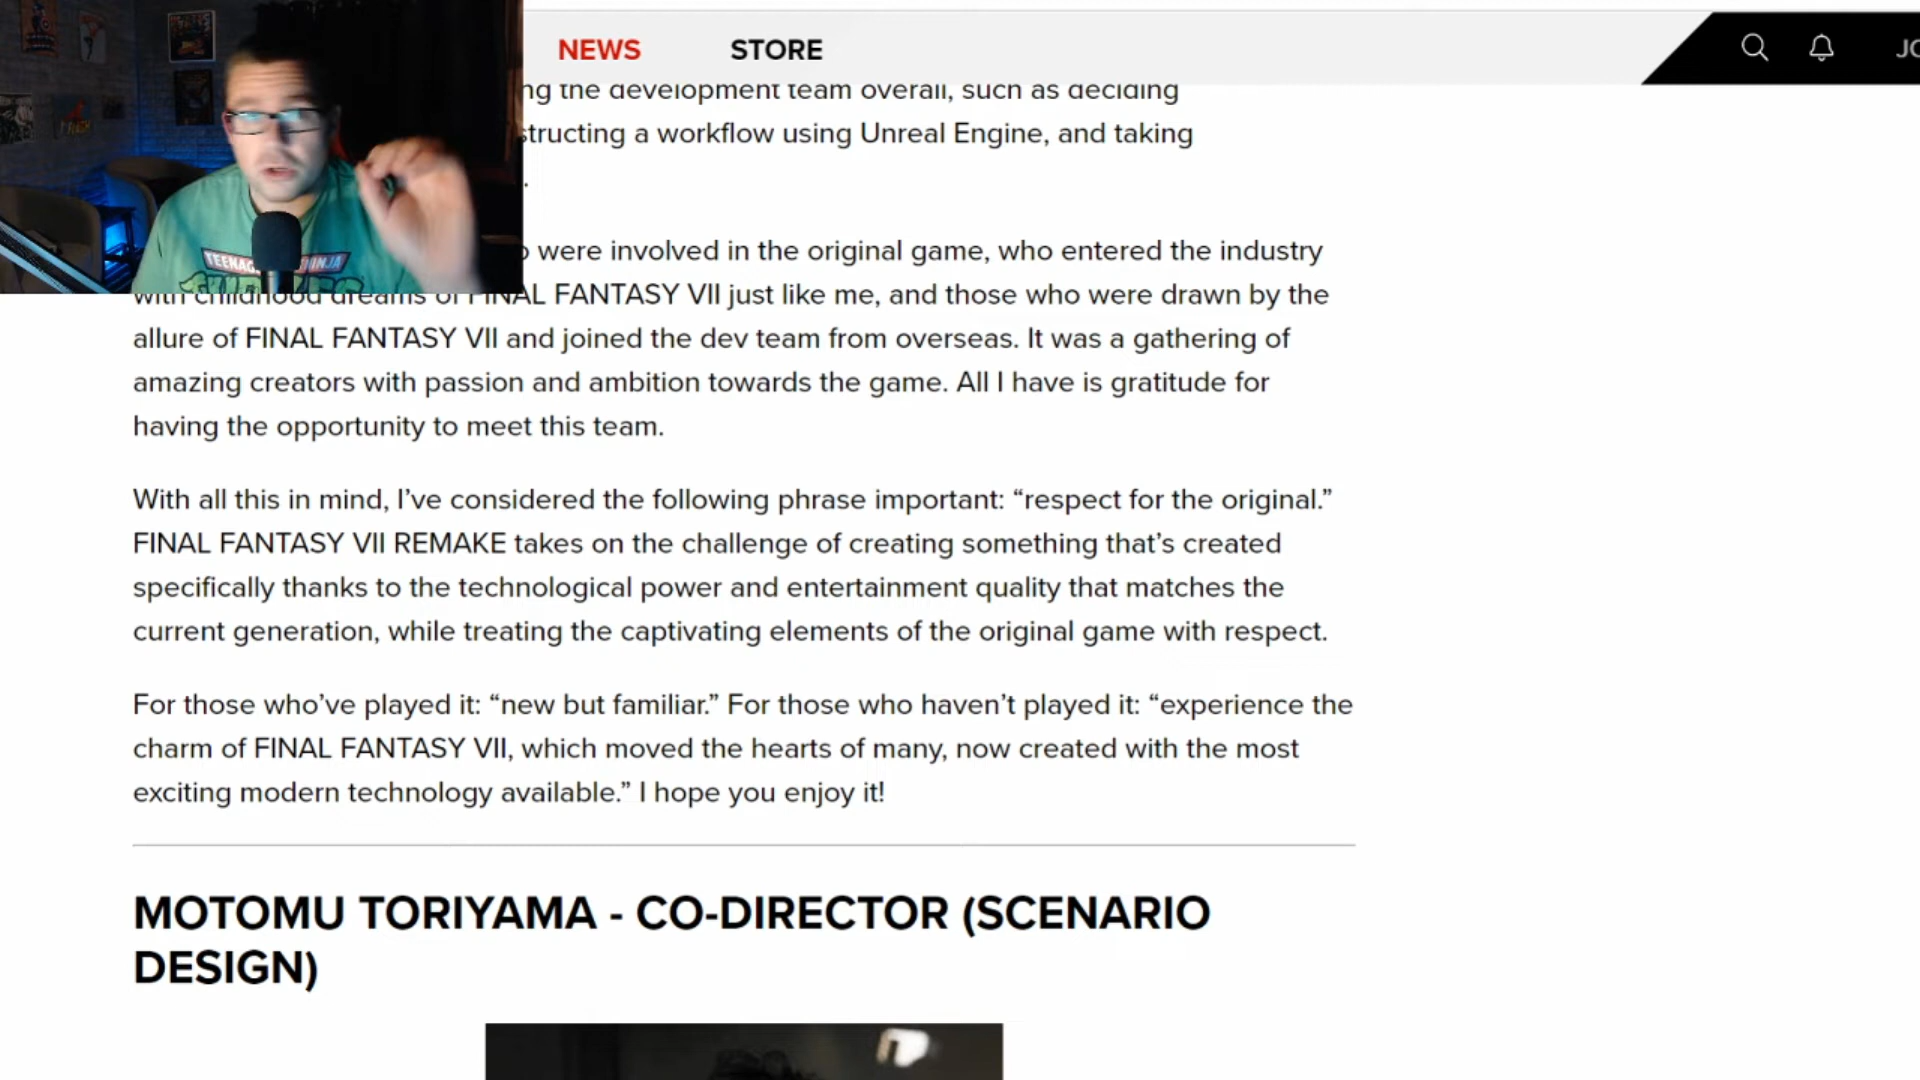 NEWS STORE JO
ng the development team overall, such as deciding
structing a workflow using Unreal Engine, and taking
.
were involved in the original game, who entered the industry
with childhood dreams of FINAL FANTASY VII just like me, and those who were drawn by the
allure of FINAL FANTASY VII and joined the dev team from overseas. It was a gathering of
amazing creators with passion and ambition towards the game. All I have is gratitude for
having the opportunity to meet this team.
With all this in mind, I’ve considered the following phrase important: “respect for the original.”
FINAL FANTASY VII REMAKE takes on the challenge of creating something that’s created
specifically thanks to the technological power and entertainment quality that matches the
current generation, while treating the captivating elements of the original game with respect.
For those who’ve played it: “new but familiar.” For those who haven’t played it: “experience the
charm of FINAL FANTASY VII, which moved the hearts of many, now created with the most
exciting modern technology available.” I hope you enjoy it!
MOTOMU TORIYAMA - CO-DIRECTOR (SCENARIO
DESIGN)